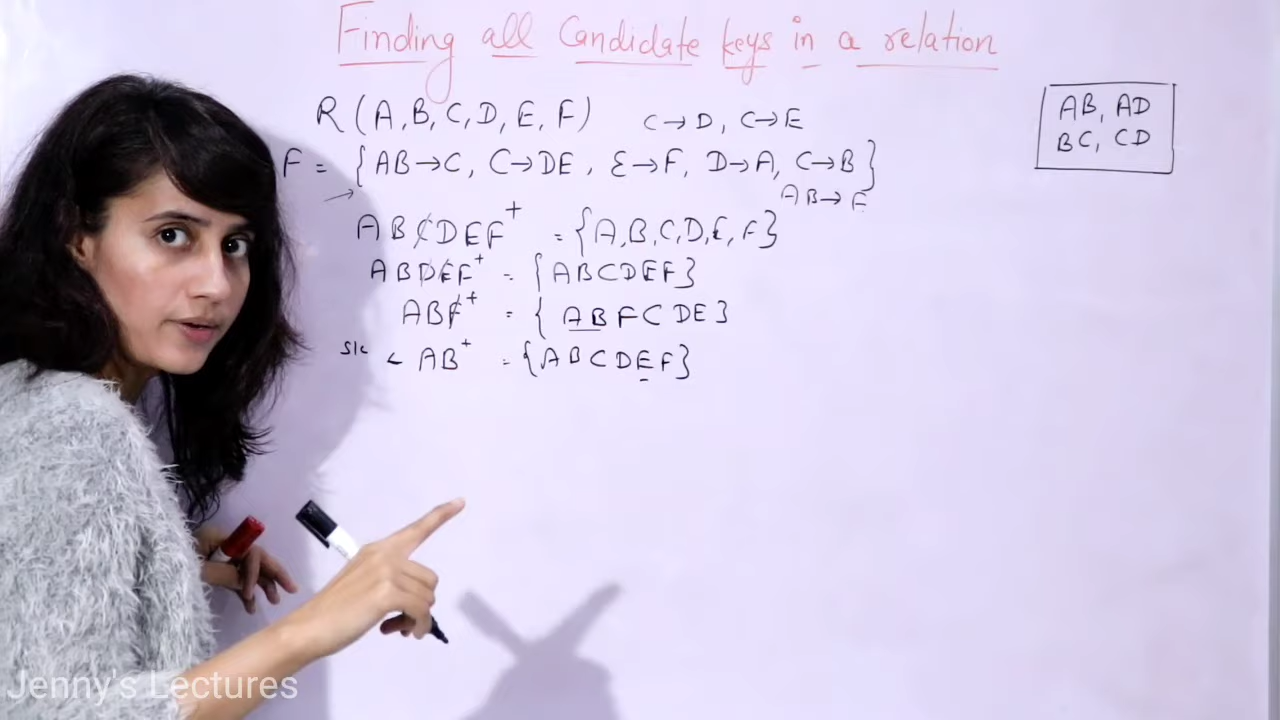 Finding all Candidate keys in a relation
R(A,B,C,D,E,F) C→D, C→E
F = {AB→C, C→DE, E→F, D→A, C→B}
AB→F
ABCDEF⁺ = {A,B,C,D,E,F}
ABDEF⁺ = {ABCDEF}
ABF⁺ = {ABFCDE}
S/c < AB⁺ = {ABCDEF}
AB, AD
BC, CD
Jenny's Lectures